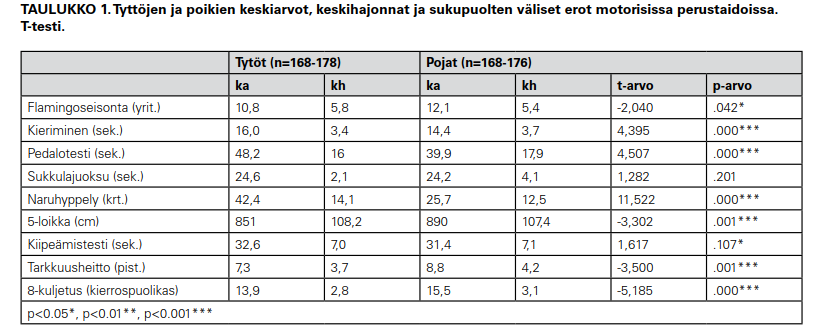 TAULUKKO 1. Tyttöjen ja poikien keskiarvot, keskihajonnat ja sukupuolten väliset erot motorisissa perustaidoissa.
T-testi.
Tytöt (n=168-178) Pojat (n=168-176)
ka kh ka kh t-arvo p-arvo
Flamingoseisonta (yrit.) 10,8 5,8 12,1 5,4 -2,040 .042*
Kieriminen (sek.) 16,0 3,4 14,4 3,7 4,395 .000***
Pedalotesti (sek.) 48,2 16 39,9 17,9 4,507 .000***
Sukkulajuoksu (sek.) 24,6 2,1 24,2 4,1 1,282 .201
Naruhyppely (krt.) 42,4 14,1 25,7 12,5 11,522 .000***
5-loikka (cm) 851 108,2 890 107,4 -3,302 .001***
Kiipeämistesti (sek.) 32,6 7,0 31,4 7,1 1,617 .107*
Tarkkuusheitto (pist.) 7,3 3,7 8,8 4,2 -3,500 .001***
8-kuljetus (kierrospuolikas) 13,9 2,8 15,5 3,1 -5,185 .000***
p<0.05*, p<0.01**, p<0.001***